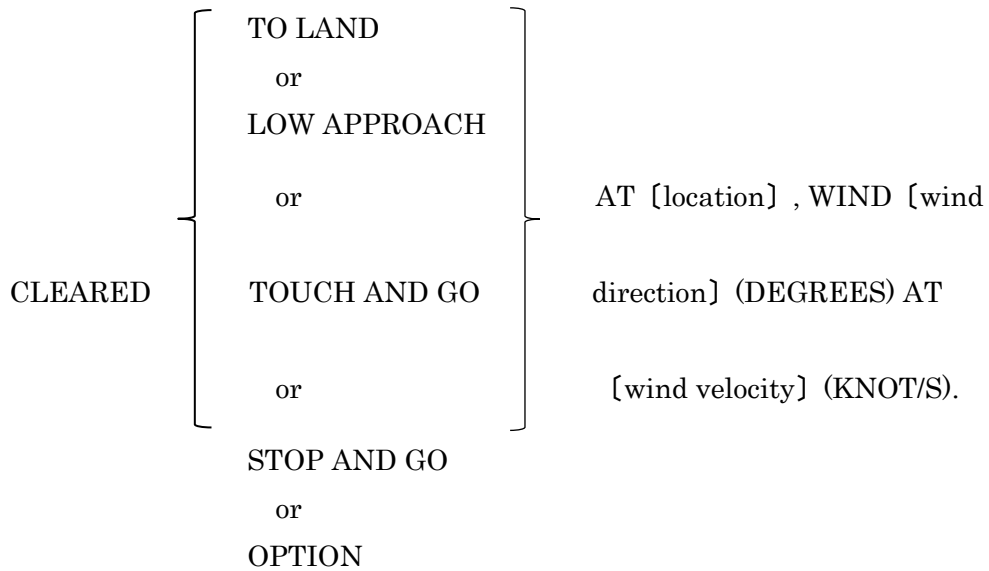 TO LAND
or
LOW APPROACH
or AT〔location〕, WIND〔wind
CLEARED TOUCH AND GO direction〕(DEGREES) AT
or 〔wind velocity〕(KNOT/S).
STOP AND GO
or
OPTION